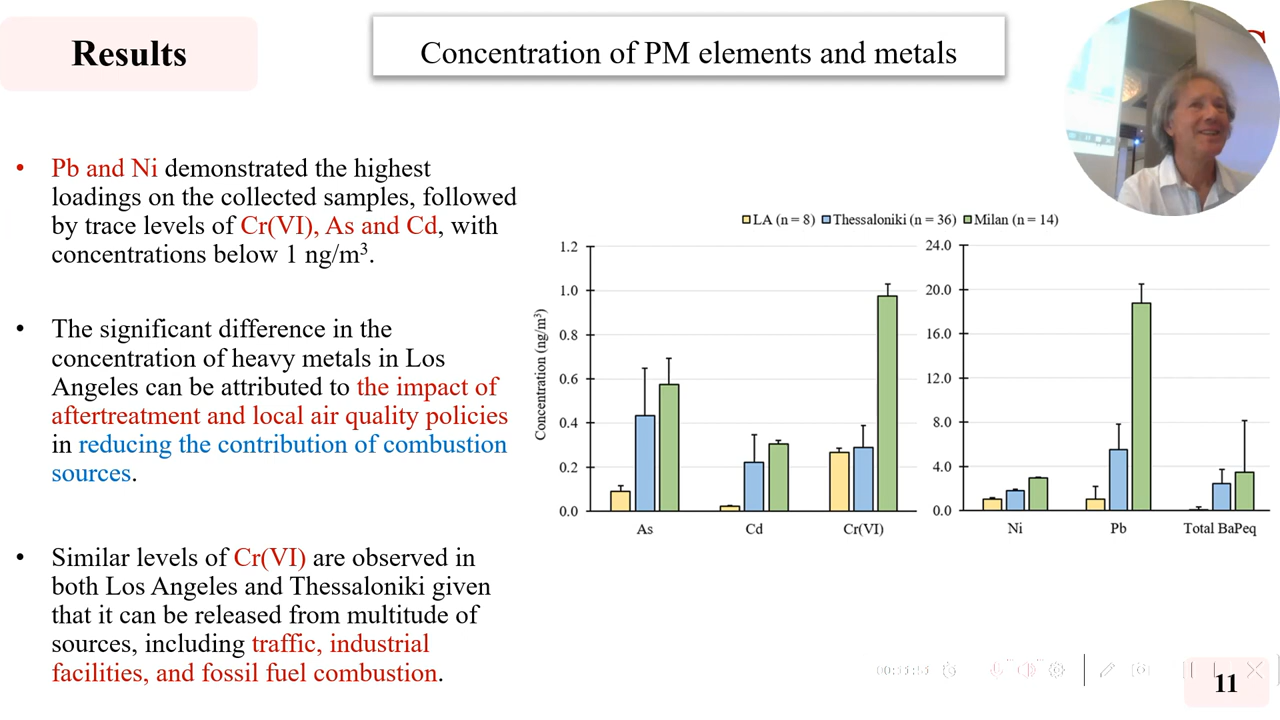 Results
Concentration of PM elements and metals
• Pb and Ni demonstrated the highest
loadings on the collected samples, followed
by trace levels of Cr(VI), As and Cd, with
concentrations below 1 ng/m³.
• The significant difference in the
concentration of heavy metals in Los
Angeles can be attributed to the impact of
aftertreatment and local air quality policies
in reducing the contribution of combustion
sources.
• Similar levels of Cr(VI) are observed in
both Los Angeles and Thessaloniki given
that it can be released from multitude of
sources, including traffic, industrial
facilities, and fossil fuel combustion.
LA (n = 8) Thessaloniki (n = 36) Milan (n = 14)
Concentration (ng/m³)
1.2
1.0
0.8
0.6
0.4
0.2
0.0
As Cd Cr(VI)
24.0
20.0
16.0
12.0
8.0
4.0
0.0
Ni Pb Total BaPeq
11